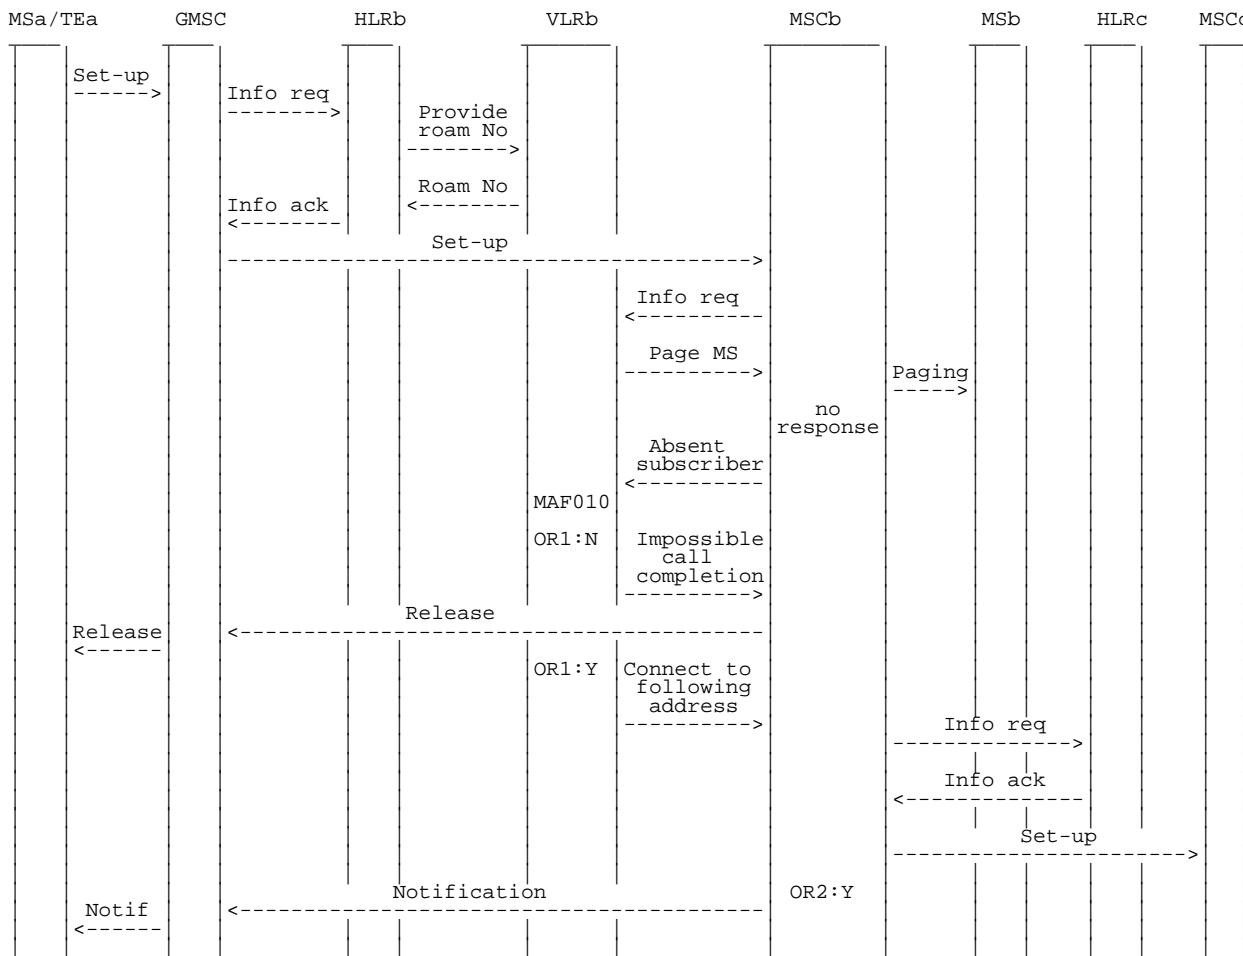 MSa/TEa GMSC HLRb VLRb MSCb MSb HLRc MSCc
Set-up
Info req
Provide
roam No
Roam No
Info ack
Set-up
Info req
Page MS
Paging
no
response
Absent
subscriber
MAF010
OR1:N Impossible
call
completion
Release
Release
OR1:Y Connect to
following
address
Info req
Info ack
Set-up
Notification OR2:Y
Notif